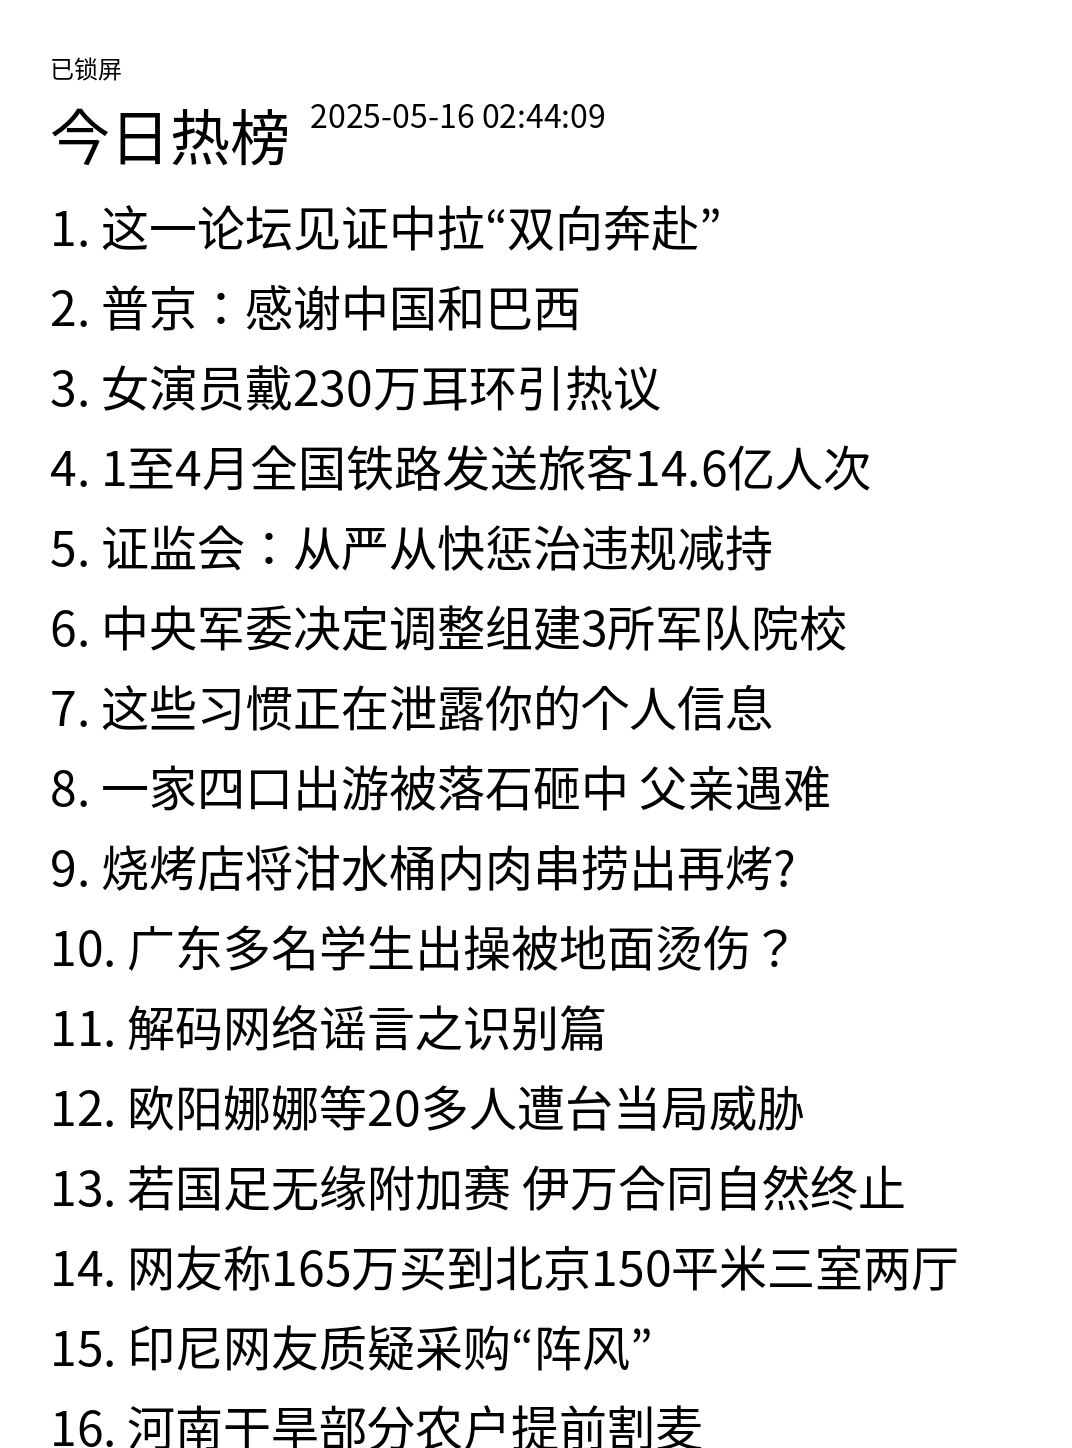 已锁屏
今日热榜 2025-05-16 02:44:09
1. 这一论坛见证中拉“双向奔赴”
2. 普京：感谢中国和巴西
3. 女演员戴230万耳环引热议
4. 1至4月全国铁路发送旅客14.6亿人次
5. 证监会：从严从快惩治违规减持
6. 中央军委决定调整组建3所军队院校
7. 这些习惯正在泄露你的个人信息
8. 一家四口出游被落石砸中 父亲遇难
9. 烧烤店将泔水桶内肉串捞出再烤?
10. 广东多名学生出操被地面烫伤？
11. 解码网络谣言之识别篇
12. 欧阳娜娜等20多人遭台当局威胁
13. 若国足无缘附加赛 伊万合同自然终止
14. 网友称165万买到北京150平米三室两厅
15. 印尼网友质疑采购“阵风”
16. 河南干旱部分农户提前割麦